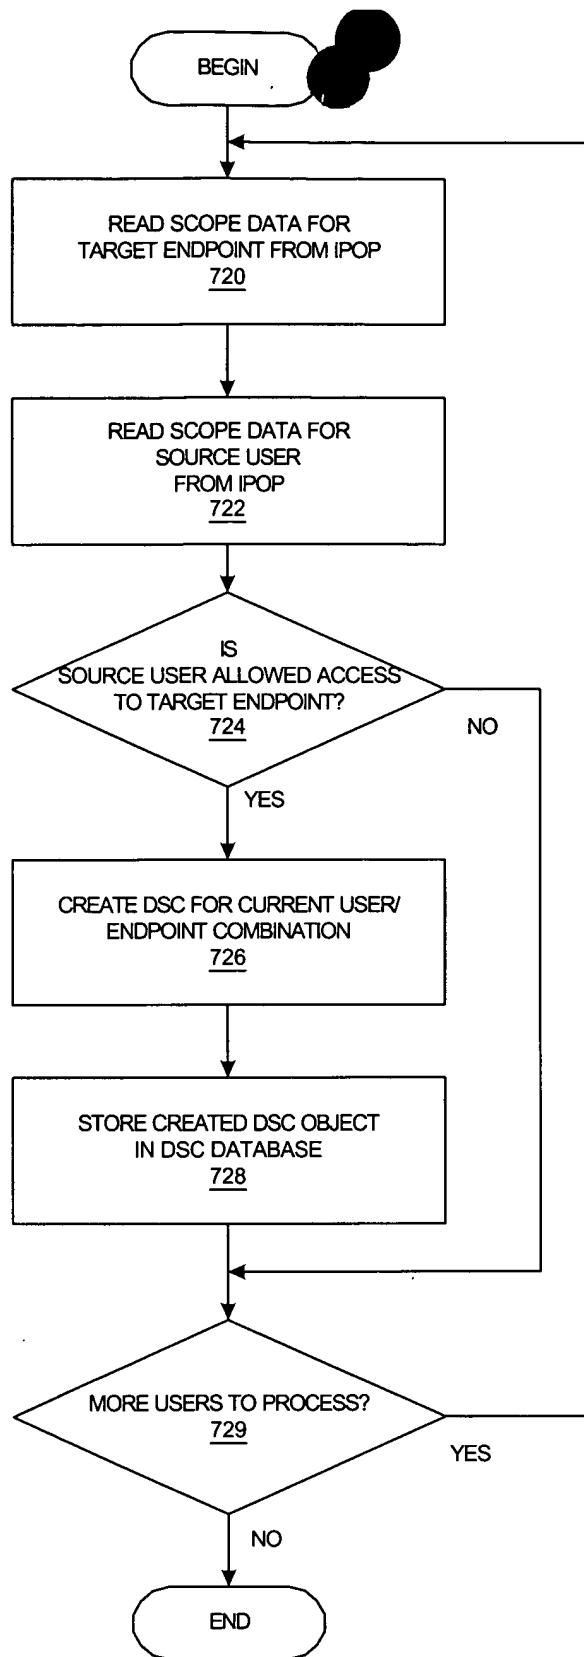 BEGIN
READ SCOPE DATA FOR
TARGET ENDPOINT FROM IPOP
720
READ SCOPE DATA FOR
SOURCE USER
FROM IPOP
722
IS
SOURCE USER ALLOWED ACCESS
TO TARGET ENDPOINT?
724
NO
YES
CREATE DSC FOR CURRENT USER/
ENDPOINT COMBINATION
726
STORE CREATED DSC OBJECT
IN DSC DATABASE
728
MORE USERS TO PROCESS?
729
YES
NO
END